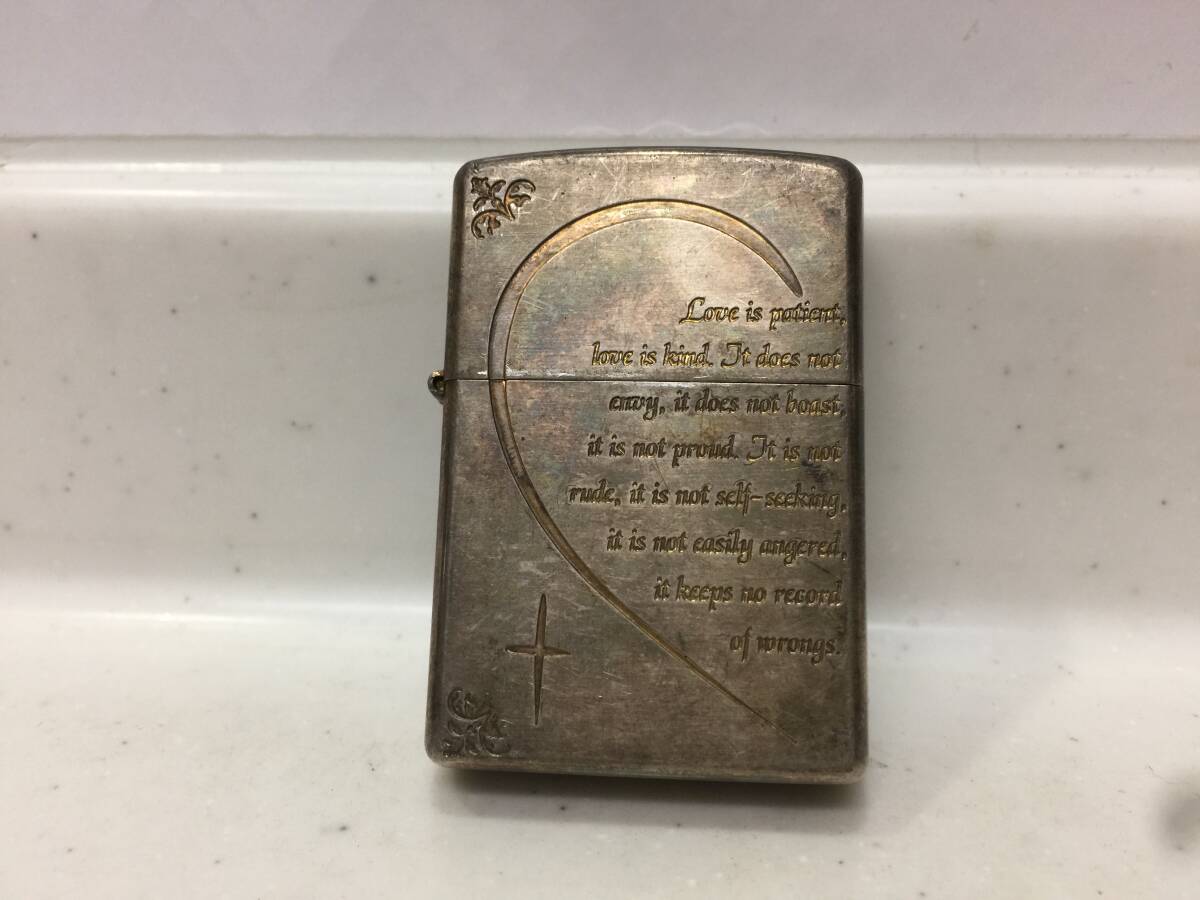 Love is patient,
love is kind. It does not
envy, it does not boast,
it is not proud. It is not
rude, it is not self-seeking,
it is not easily angered,
it keeps no record
of wrongs.